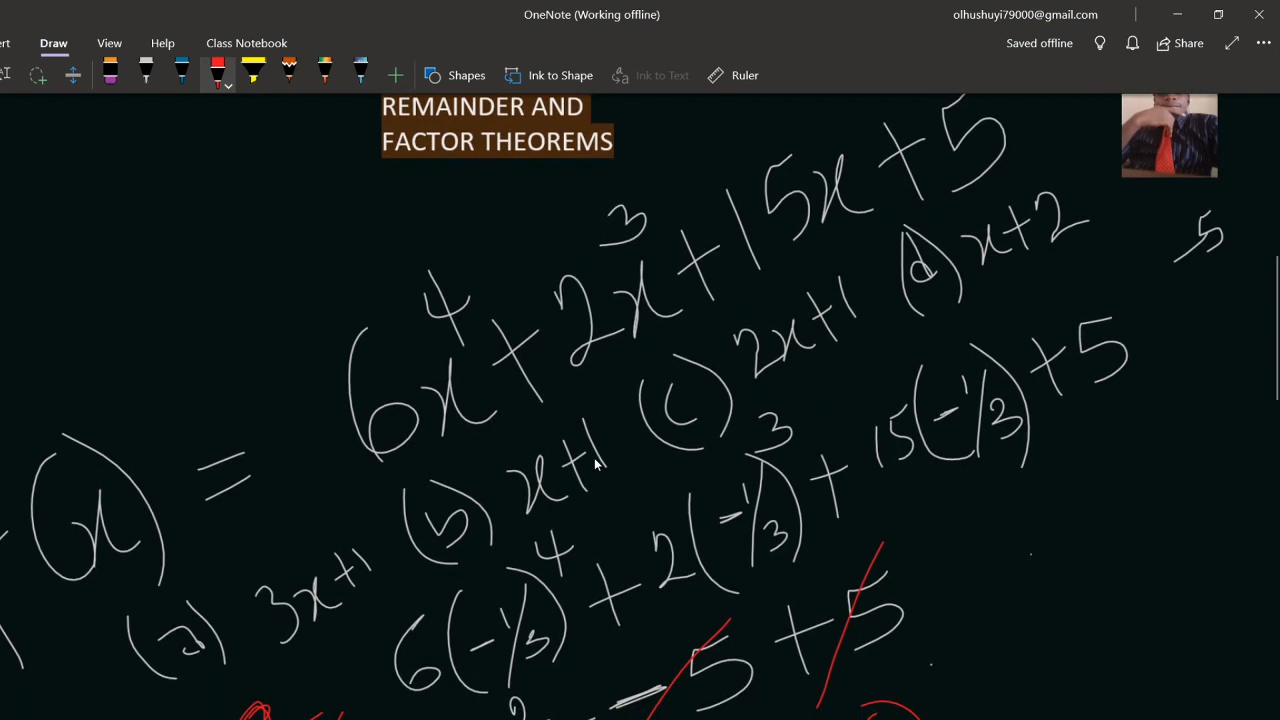 OneNote (Working offline)
olhushuyi79000@gmail.com
Draw View Help Class Notebook
Saved offline
Share
Shapes Ink to Shape Ink to Text Ruler
REMAINDER AND
FACTOR THEOREMS
(x) = 6x⁴ + 2x³ + 15x + 5
(a) 3x+1 (b) x+1 (c) 2x+1 (d) x+2
-5
6(-1/3)⁴ + 2(-1/3)³ + 15(-1/3) + 5
- 5 + 5